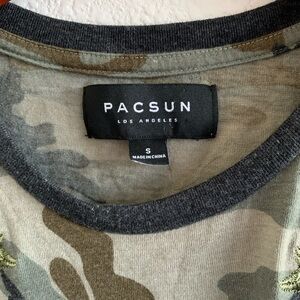 PACSUN
LOS ANGELES
S
MADE IN CHINA